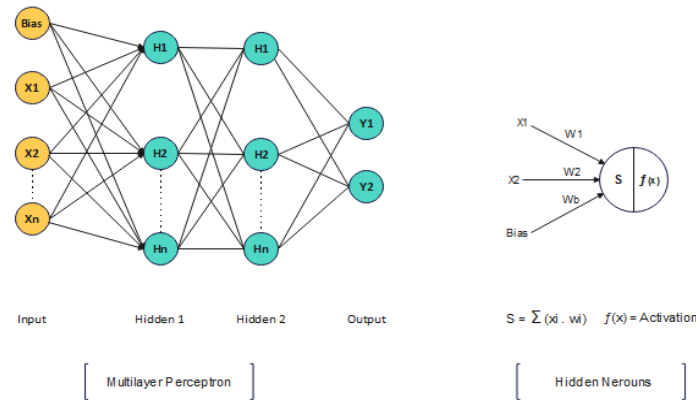 Bias
X1
X2
Xn
H1
H2
Hn
H1
H2
Hn
Y1
Y2
Input
Hidden 1
Hidden 2
Output
[ Multilayer Perceptron ]
X1
W1
X2
W2
Wb
Bias
S
f(x)
S = Σ (xi . wi) f(x) = Activation
[ Hidden Nerouns ]